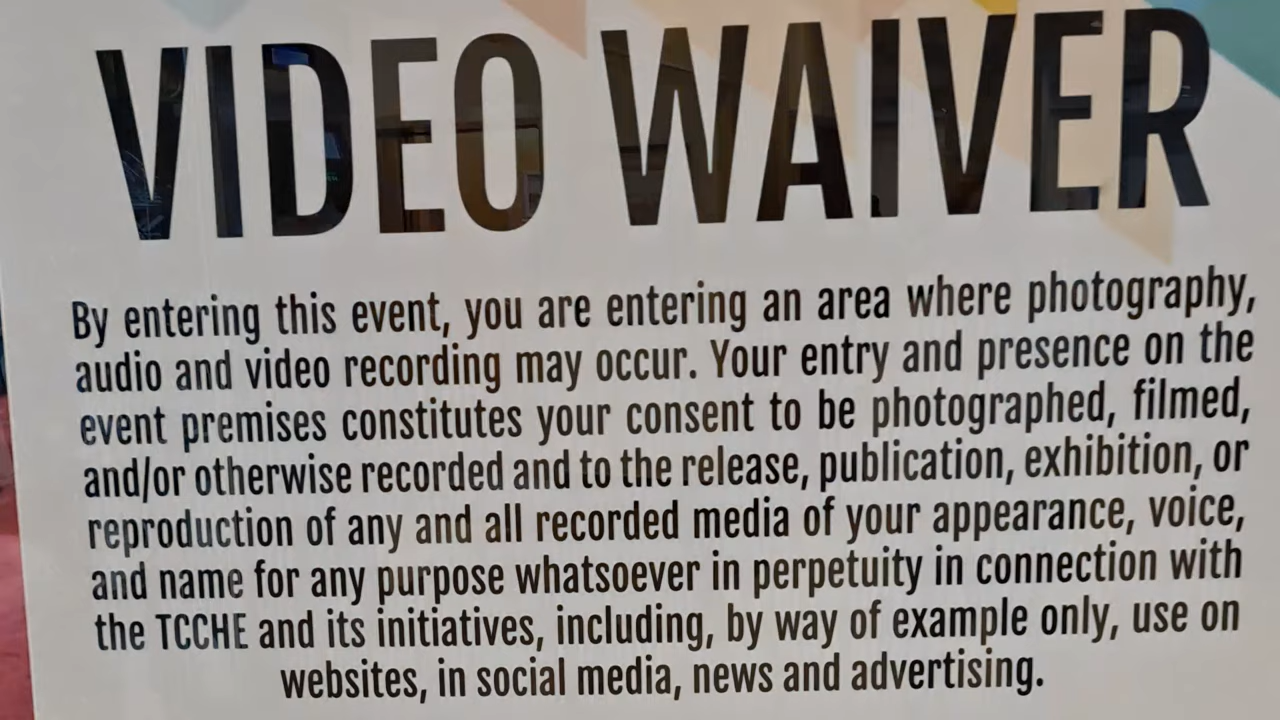 VIDEO WAIVER
By entering this event, you are entering an area where photography,
audio and video recording may occur. Your entry and presence on the
event premises constitutes your consent to be photographed, filmed,
and/or otherwise recorded and to the release, publication, exhibition, or
reproduction of any and all recorded media of your appearance, voice,
and name for any purpose whatsoever in perpetuity in connection with
the TCCHE and its initiatives, including, by way of example only, use on
websites, in social media, news and advertising.